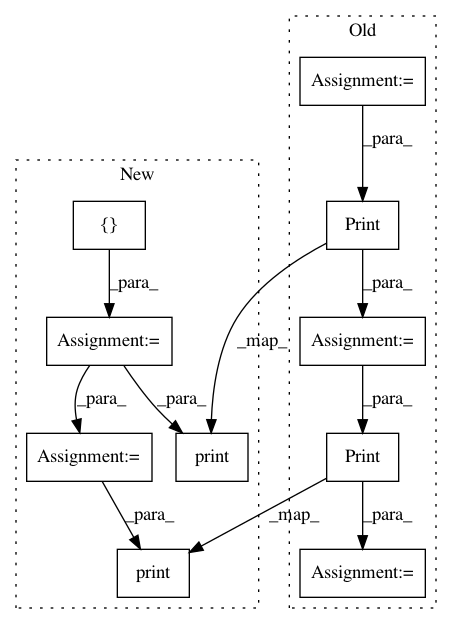 Old
Assignment:=
_para_
New
{}
Print
_para_
_para_
Assignment:=
_map_
Assignment:=
_para_
_para_
_para_
Assignment:=
print
Print
_para_
_map_
_para_
print
Assignment:=